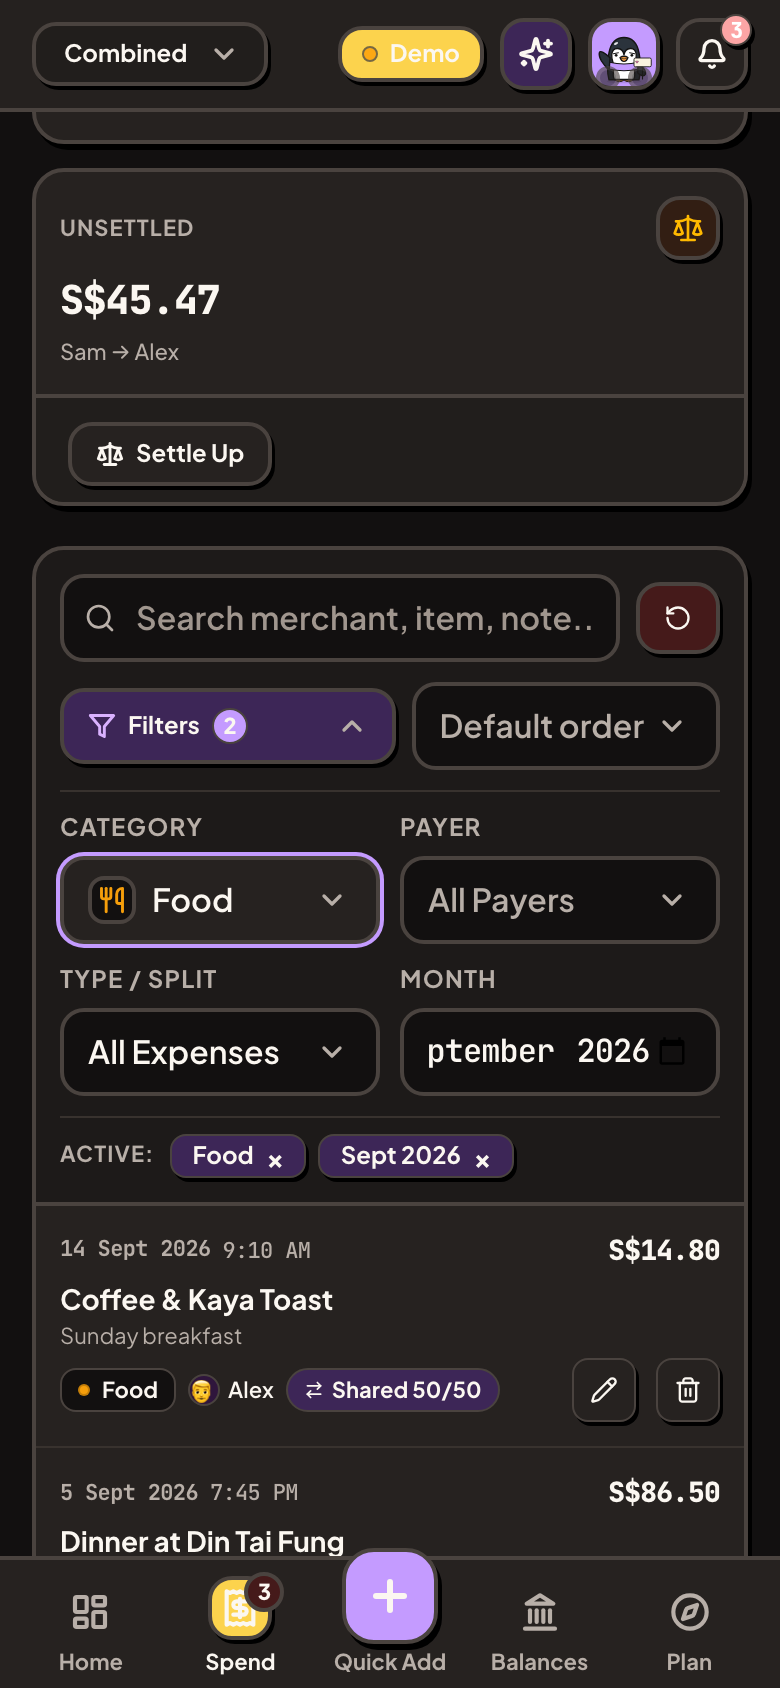 Combined
Demo
3
UNSETTLED
S$45.47
Sam → Alex
Settle Up
Search merchant, item, note..
Filters 2
Default order
CATEGORY
PAYER
Food
All Payers
TYPE / SPLIT
MONTH
All Expenses
ptember 2026
ACTIVE:
Food ×
Sept 2026 ×
14 Sept 2026 9:10 AM
S$14.80
Coffee & Kaya Toast
Sunday breakfast
Food
Alex
Shared 50/50
5 Sept 2026 7:45 PM
S$86.50
Dinner at Din Tai Fung
3
Home
Spend
Quick Add
Balances
Plan